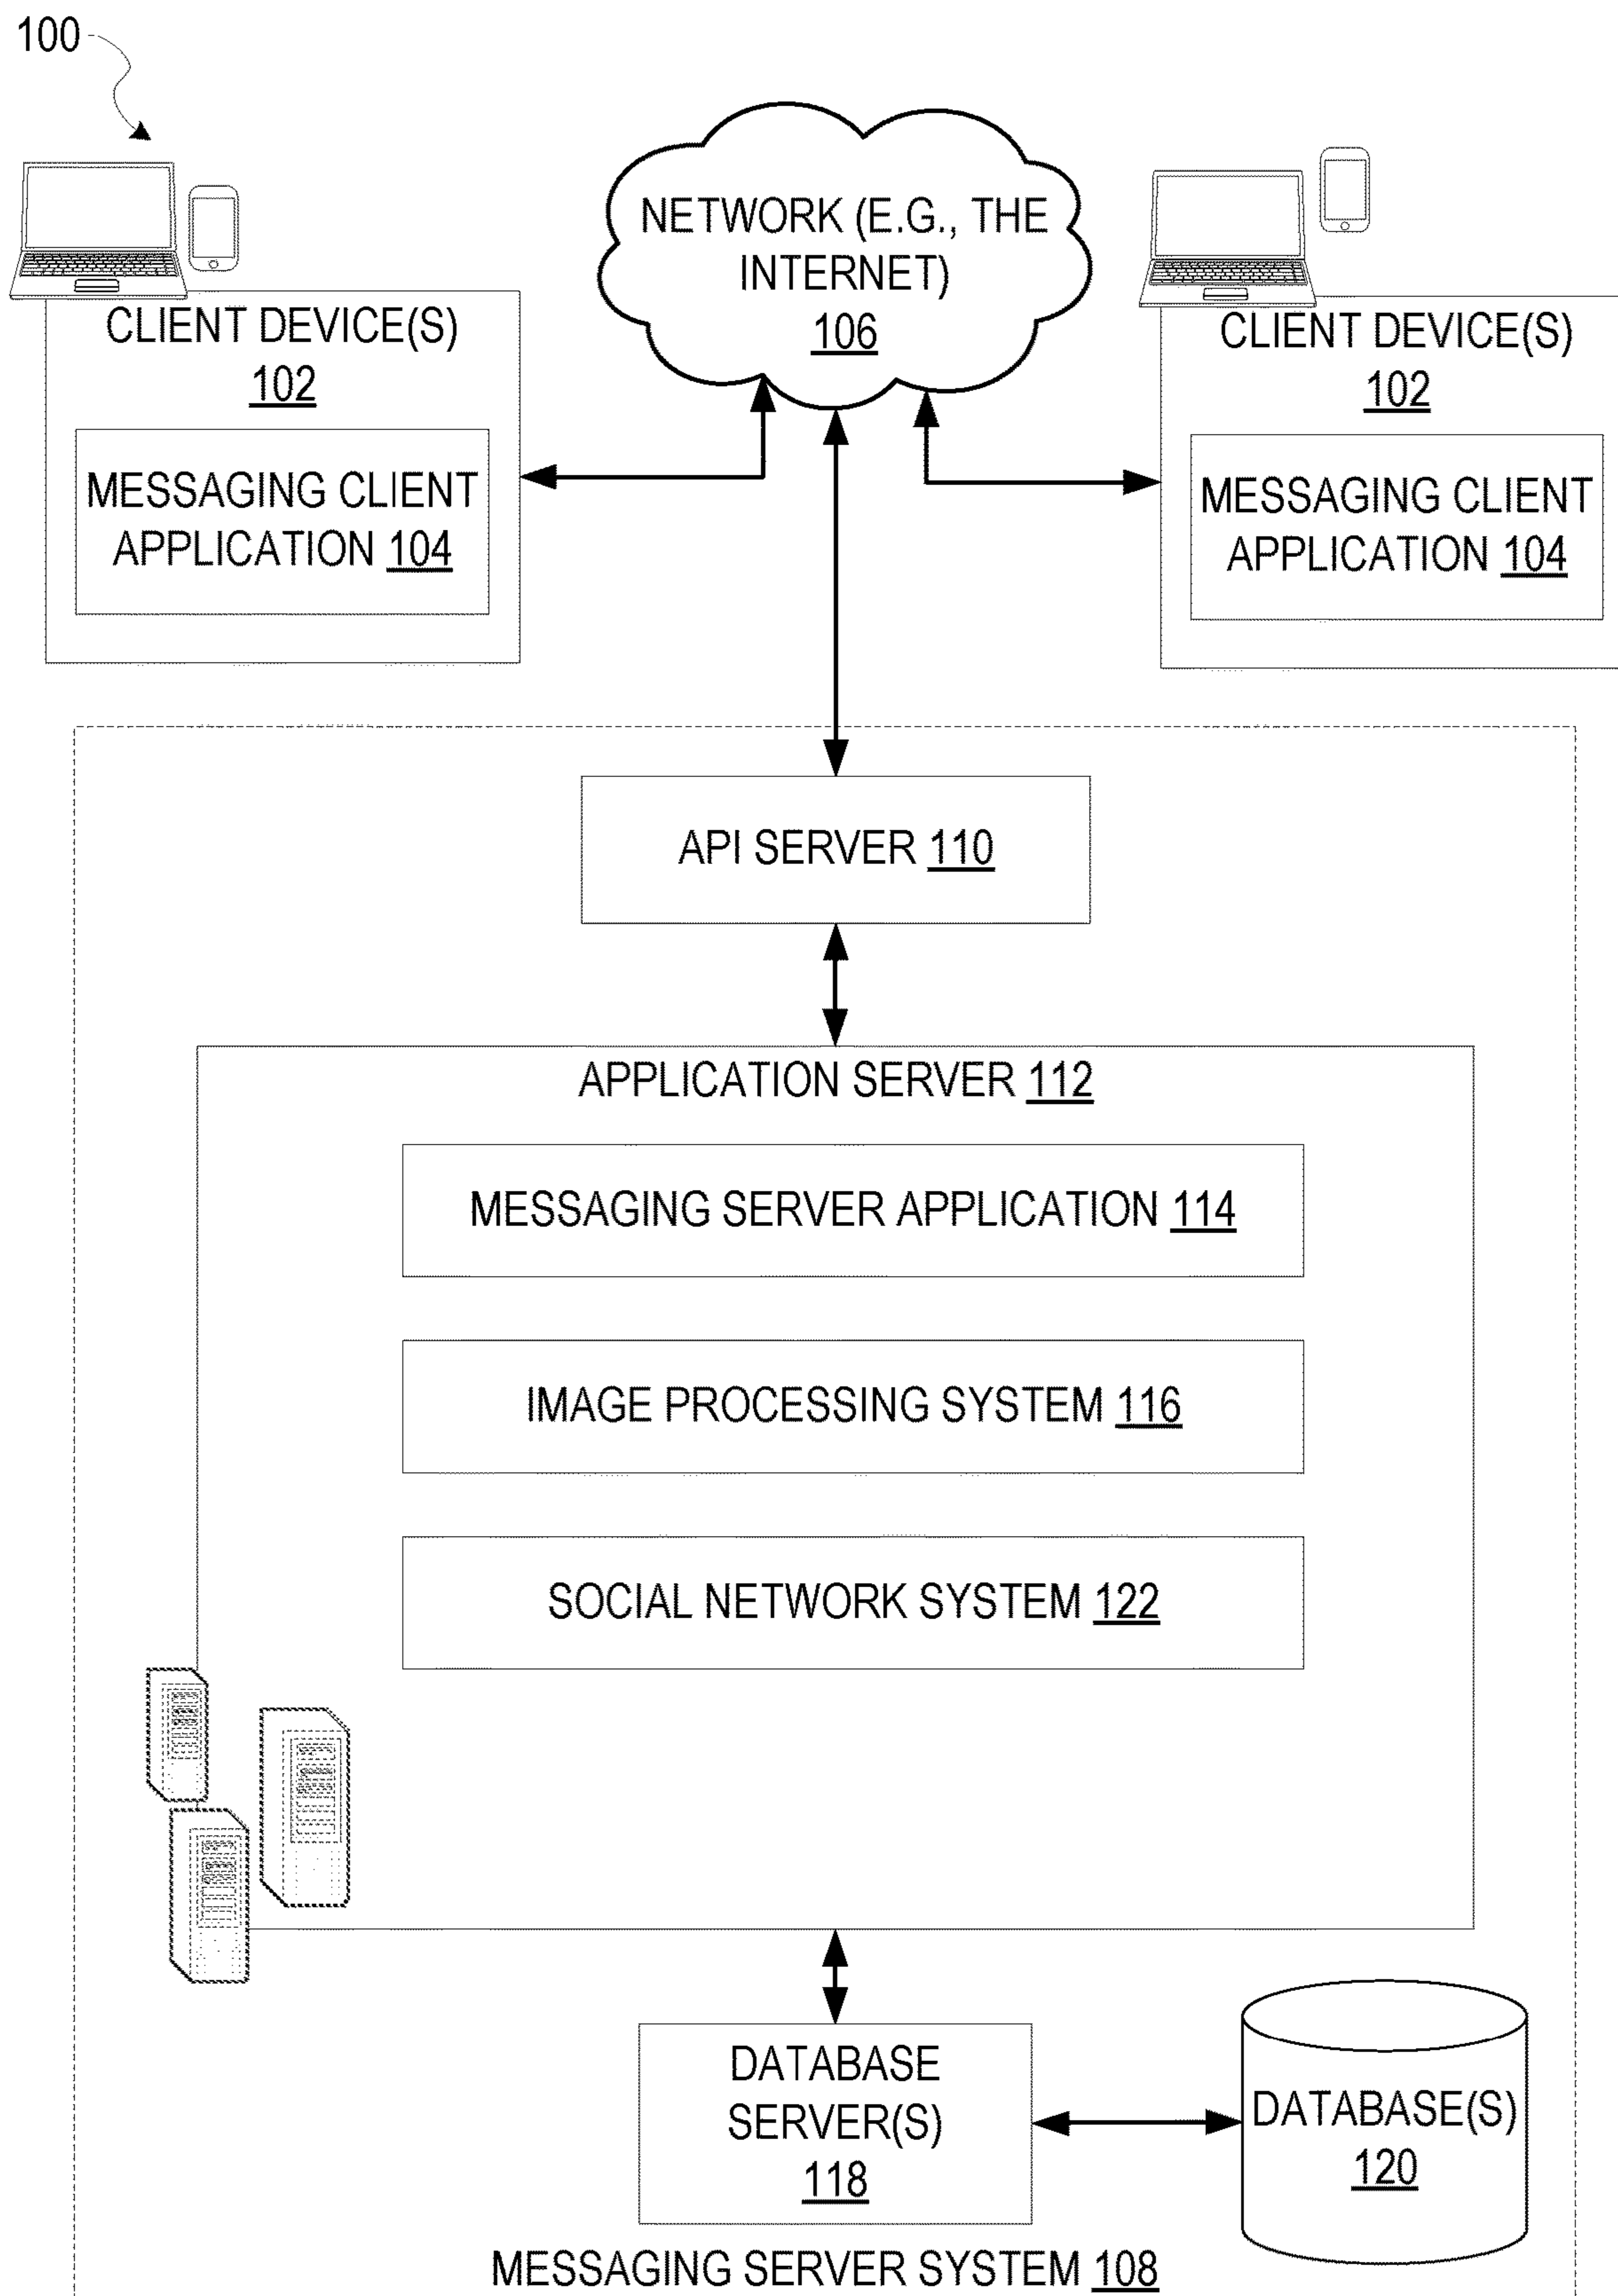 100
NETWORK (E.G., THE
INTERNET)
106
CLIENT DEVICE(S)
102
MESSAGING CLIENT
APPLICATION 104
CLIENT DEVICE(S)
102
MESSAGING CLIENT
APPLICATION 104
API SERVER 110
APPLICATION SERVER 112
MESSAGING SERVER APPLICATION 114
IMAGE PROCESSING SYSTEM 116
SOCIAL NETWORK SYSTEM 122
DATABASE
SERVER(S)
118
DATABASE(S)
120
MESSAGING SERVER SYSTEM 108